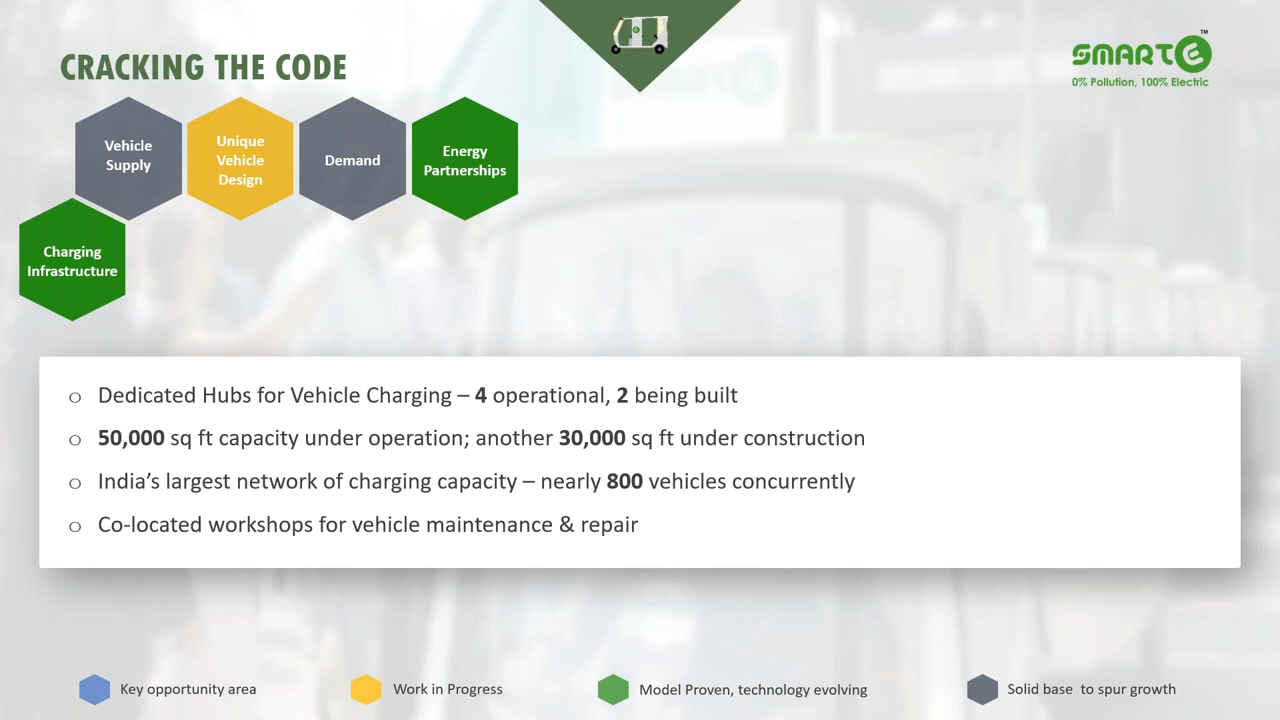 CRACKING THE CODE
SMARTE™
0% Pollution, 100% Electric
Vehicle
Supply
Unique
Vehicle
Design
Demand
Energy
Partnerships
Charging
Infrastructure
o Dedicated Hubs for Vehicle Charging – 4 operational, 2 being built
o 50,000 sq ft capacity under operation; another 30,000 sq ft under construction
o India’s largest network of charging capacity – nearly 800 vehicles concurrently
o Co-located workshops for vehicle maintenance & repair
Key opportunity area
Work in Progress
Model Proven, technology evolving
Solid base to spur growth